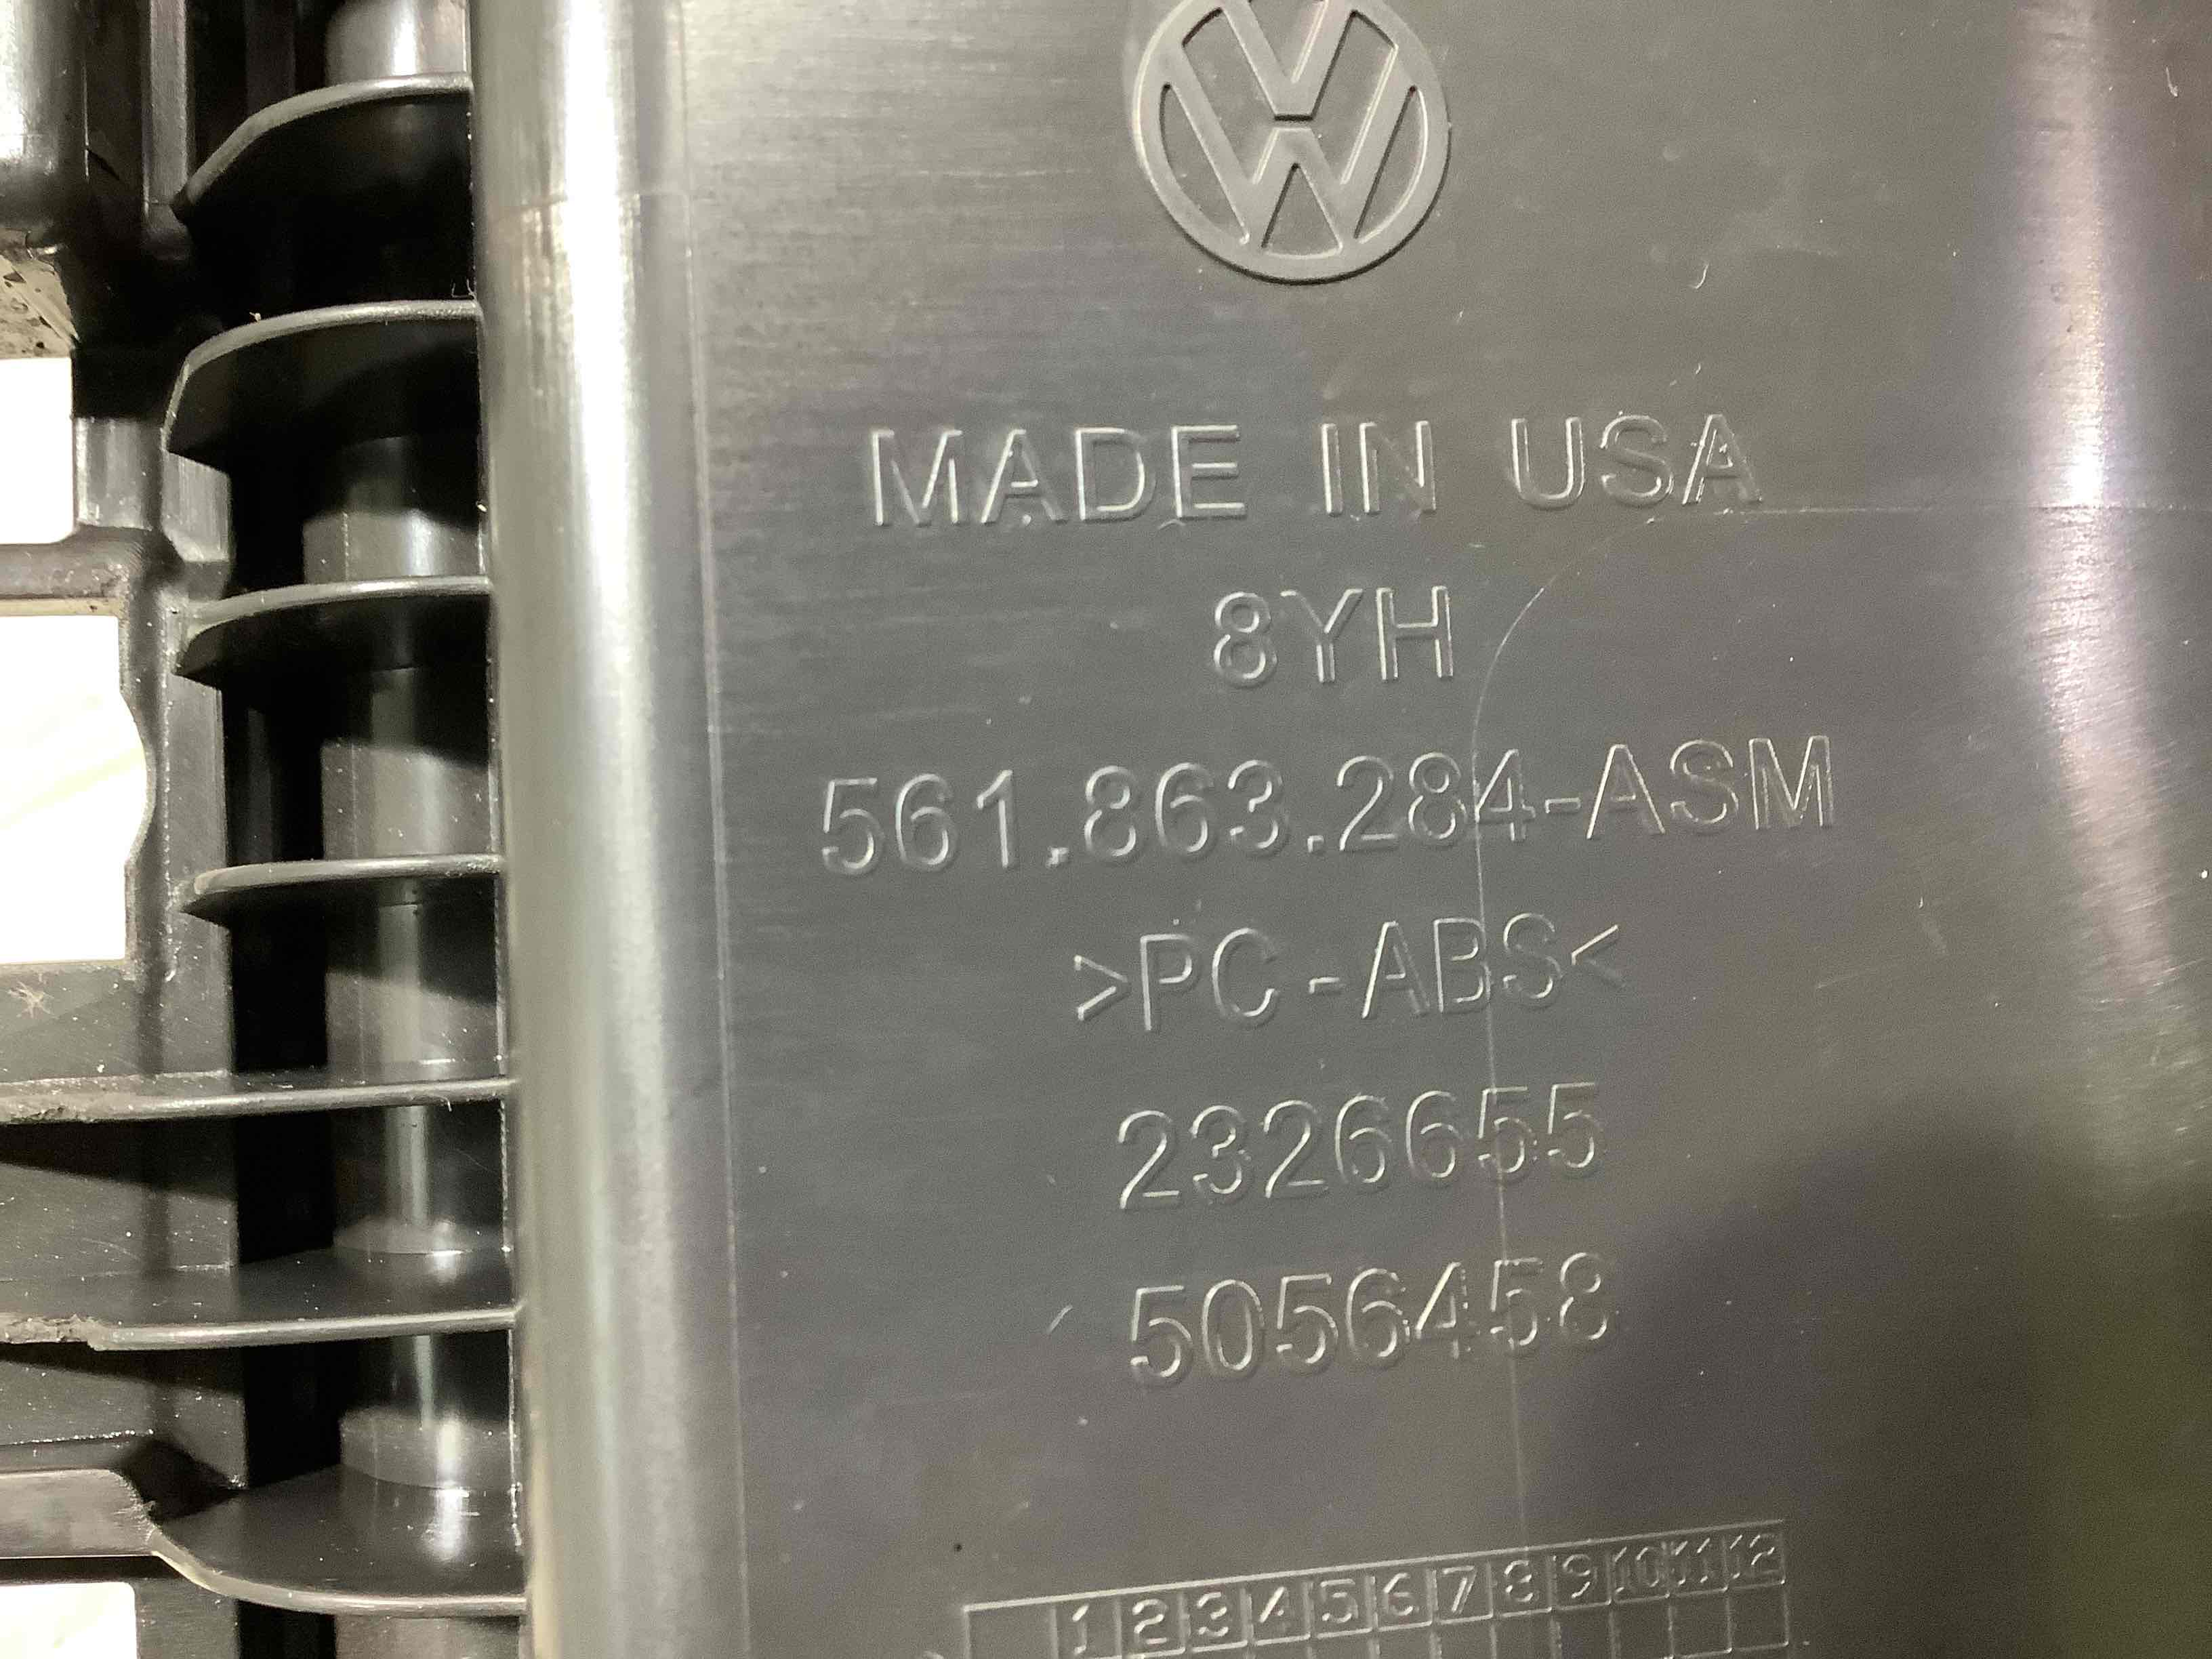 MADE IN USA
8YH
561.863.284-ASM
>PC-ABS<
2326655
5056458
1 2 3 4 5 6 7 8 9 10 11 12